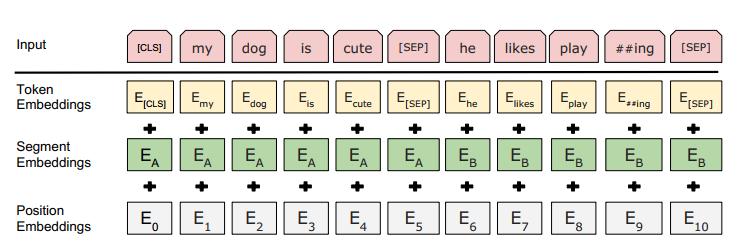 Input [CLS] my dog is cute [SEP] he likes play ##ing [SEP]
Token
Embeddings E[CLS] Emy Edog Eis Ecute E[SEP] Ehe Elikes Eplay E##ing E[SEP]
+ + + + + + + + + + +
Segment
Embeddings EA EA EA EA EA EA EB EB EB EB EB
+ + + + + + + + + + +
Position
Embeddings E0 E1 E2 E3 E4 E5 E6 E7 E8 E9 E10